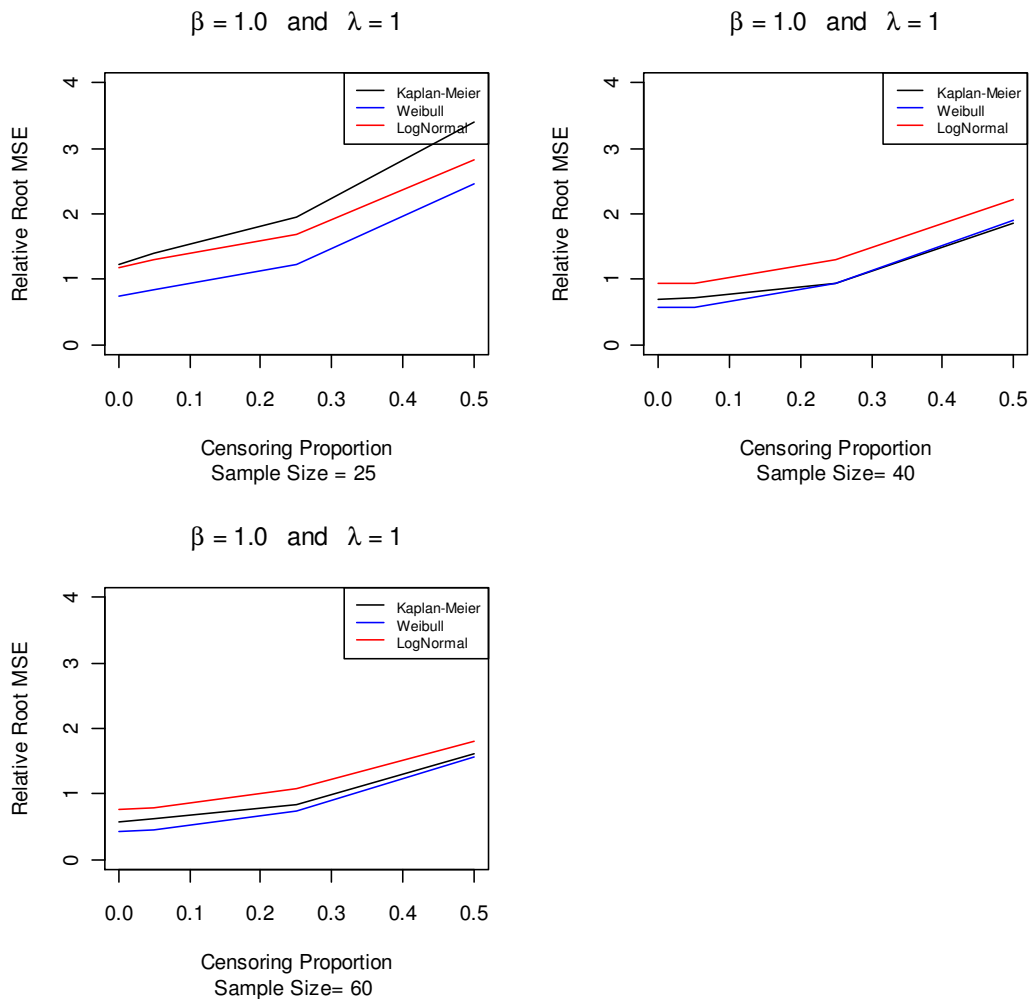 β = 1.0 and λ = 1
Relative Root MSE
4
3
2
1
0
Kaplan-Meier
Weibull
LogNormal
0.0 0.1 0.2 0.3 0.4 0.5
Censoring Proportion
Sample Size = 25
β = 1.0 and λ = 1
Relative Root MSE
4
3
2
1
0
Kaplan-Meier
Weibull
LogNormal
0.0 0.1 0.2 0.3 0.4 0.5
Censoring Proportion
Sample Size= 40
β = 1.0 and λ = 1
Relative Root MSE
4
3
2
1
0
Kaplan-Meier
Weibull
LogNormal
0.0 0.1 0.2 0.3 0.4 0.5
Censoring Proportion
Sample Size= 60